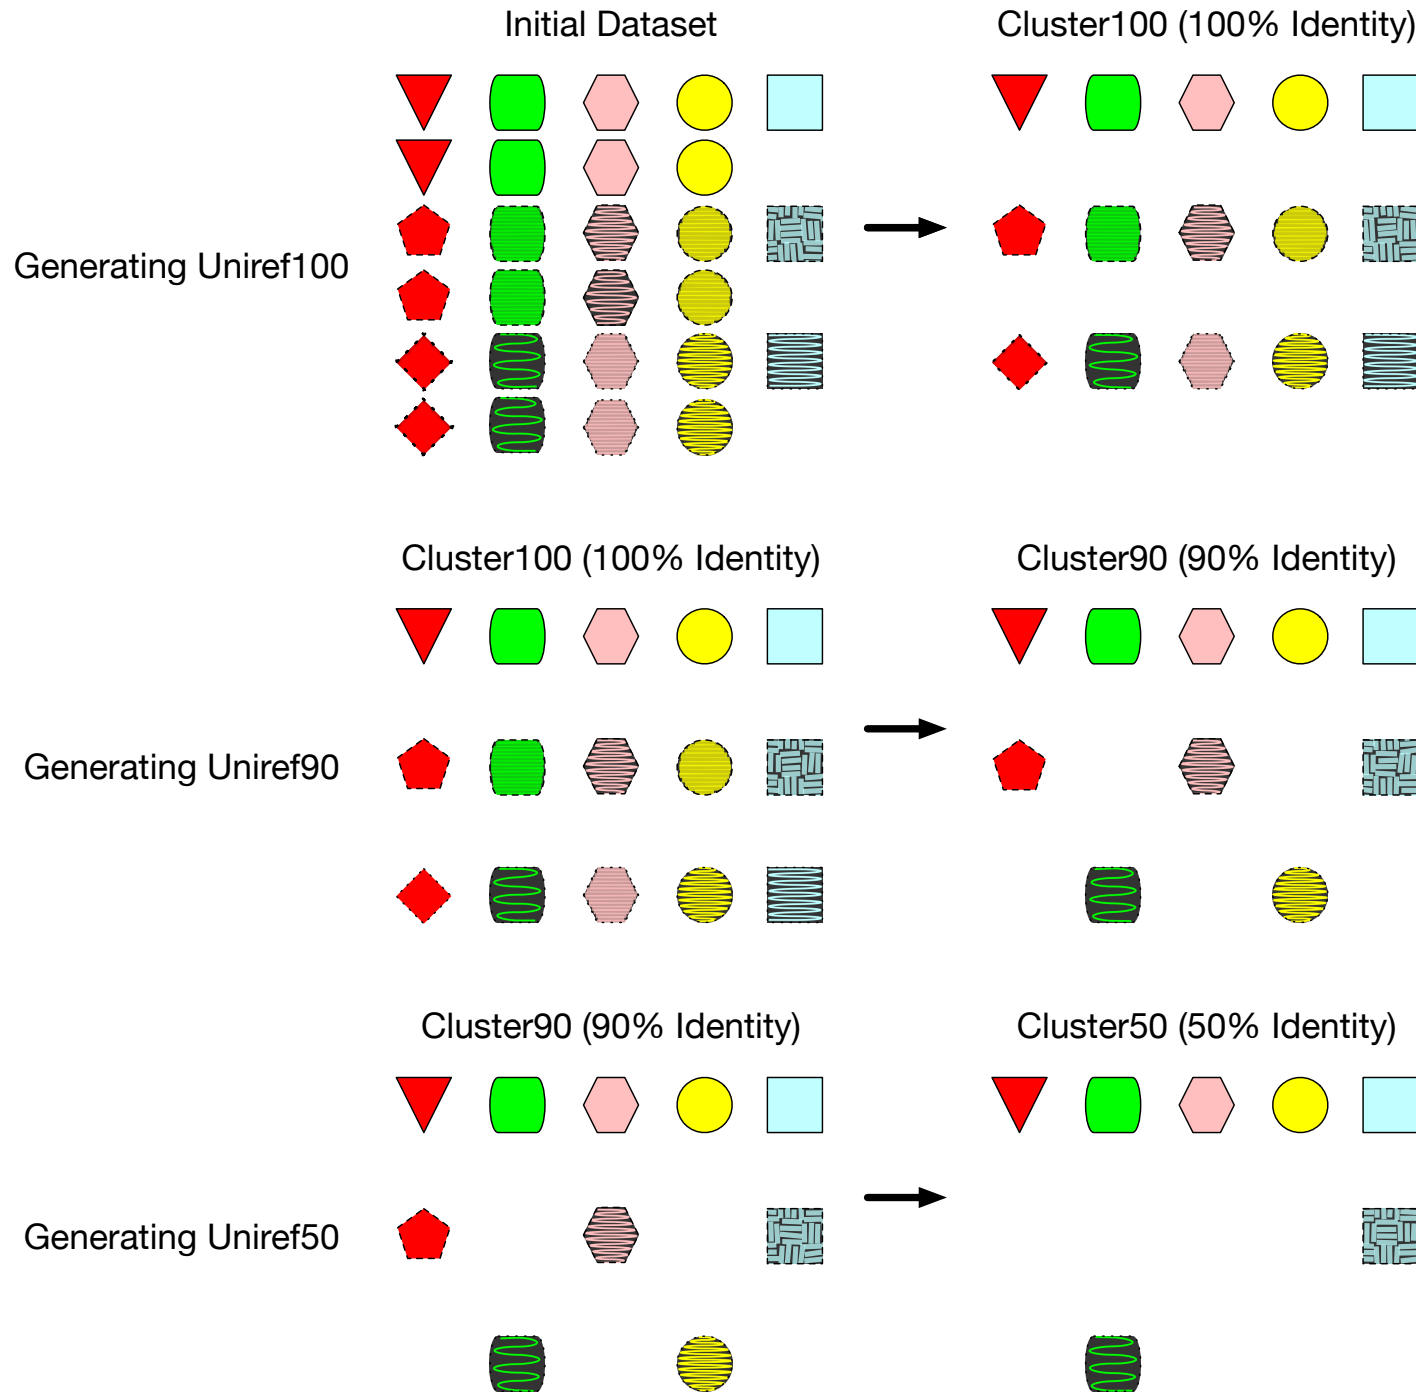 Initial Dataset
Cluster100 (100% Identity)
Generating Uniref100
Cluster100 (100% Identity)
Cluster90 (90% Identity)
Generating Uniref90
Cluster90 (90% Identity)
Cluster50 (50% Identity)
Generating Uniref50